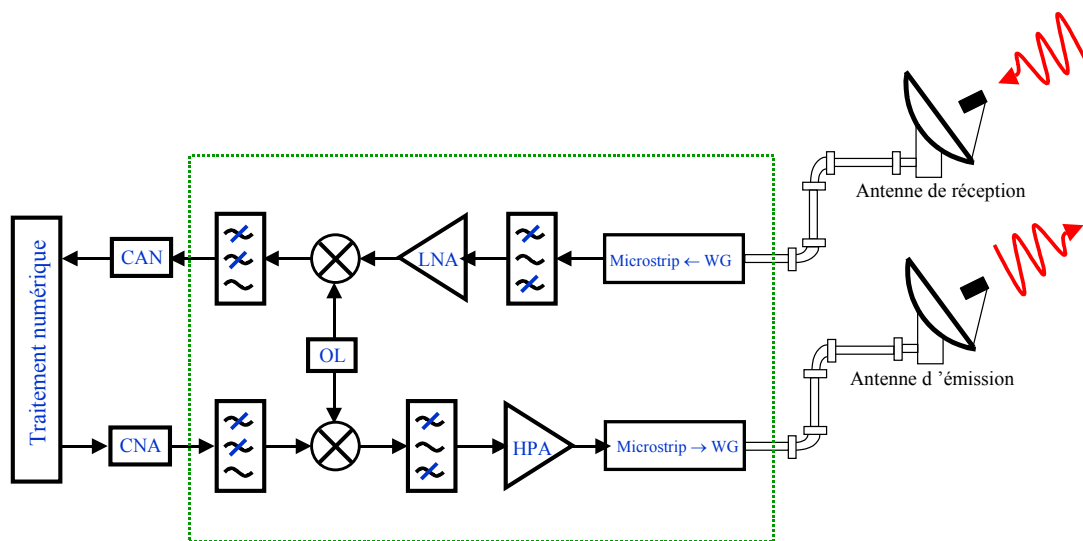 Antenne de réception
Traitement numérique
CAN
LNA
Microstrip ← WG
OL
Antenne d ’émission
CNA
HPA
Microstrip → WG